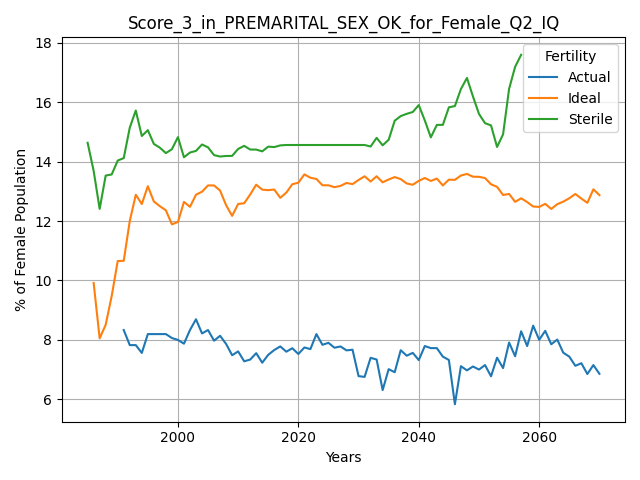 Score_3_in_PREMARITAL_SEX_OK_for_Female_Q2_IQ
18
16
14
12
10
8
6
% of Female Population
Fertility
Actual
Ideal
Sterile
2000
2020
2040
2060
Years